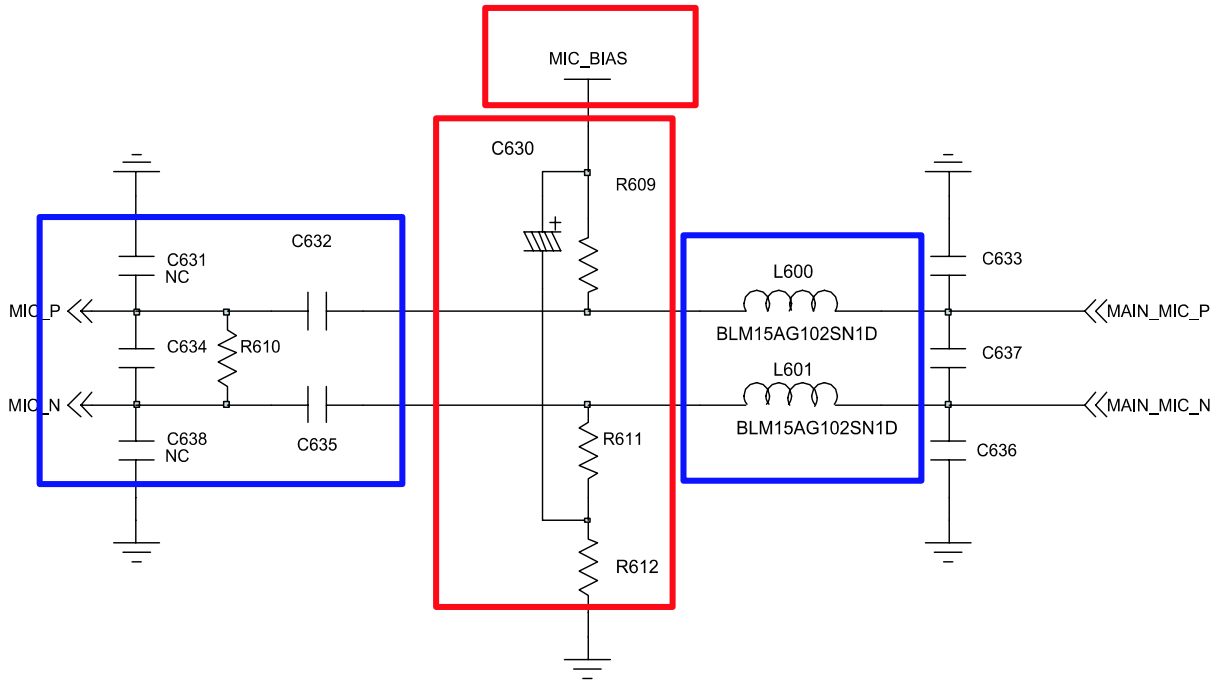 MIC_BIAS
C630
R609
C632
C631
NC
L600
C633
MIC_P
BLM15AG102SN1D
MAIN_MIC_P
C634
R610
C637
L601
MIC_N
MAIN_MIC_N
BLM15AG102SN1D
C638
NC
C635
R611
C636
R612
+